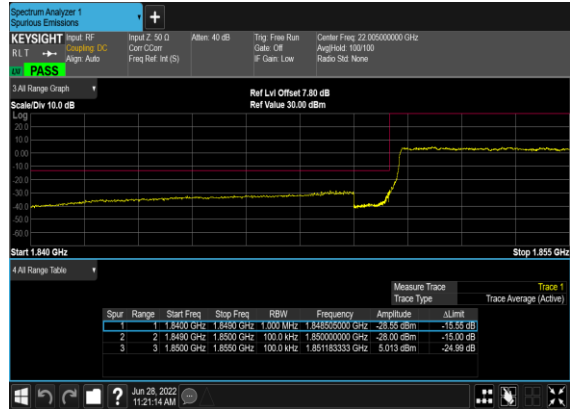 Spectrum Analyzer 1
Spurious Emissions
+
KEYSIGHT Input: RF Input Z: 50 Ω Atten: 40 dB Trig: Free Run Center Freq: 22.005000000 GHz
RLT Coupling: DC Corr CCorr Gate: Off Avg|Hold: 100/100
Align: Auto Freq Ref: Int (S) IF Gain: Low Radio Std: None
PASS
3 All Range Graph
Ref Lvl Offset 7.80 dB
Scale/Div 10.0 dB Ref Value 30.00 dBm
Log
20.0
10.0
0.00
-10.0
-20.0
-30.0
-40.0
-50.0
-60.0
Start 1.840 GHz Stop 1.855 GHz
4 All Range Table
Measure Trace Trace 1
Trace Type Trace Average (Active)
Spur Range Start Freq Stop Freq RBW Frequency Amplitude ΔLimit
1 1 1.8400 GHz 1.8490 GHz 1.000 MHz 1.848505000 GHz -28.55 dBm -15.55 dB
2 2 1.8490 GHz 1.8500 GHz 100.0 kHz 1.850000000 GHz -28.00 dBm -15.00 dB
3 3 1.8500 GHz 1.8550 GHz 100.0 kHz 1.851183333 GHz 5.013 dBm -24.99 dB
? Jun 28, 2022
11:21:14 AM